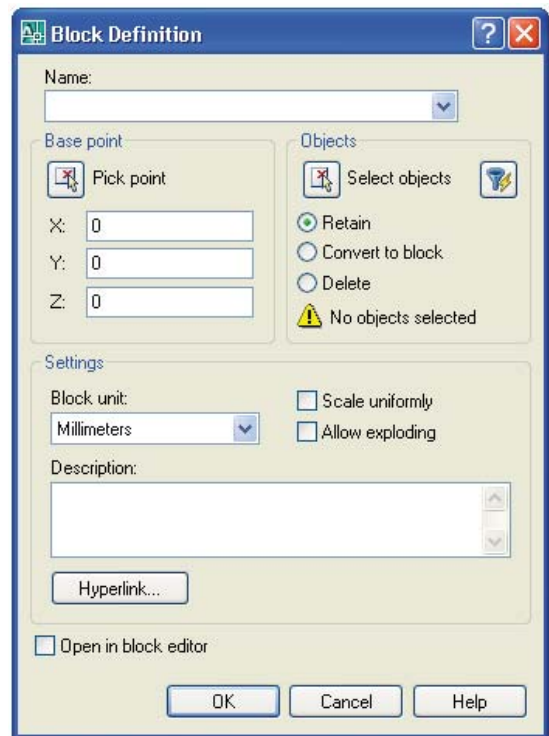 Block Definition
Name:
Base point
Pick point
X: 0
Y: 0
Z: 0
Objects
Select objects
Retain
Convert to block
Delete
No objects selected
Settings
Block unit:
Millimeters
Scale uniformly
Allow exploding
Description:
Hyperlink...
Open in block editor
OK Cancel Help